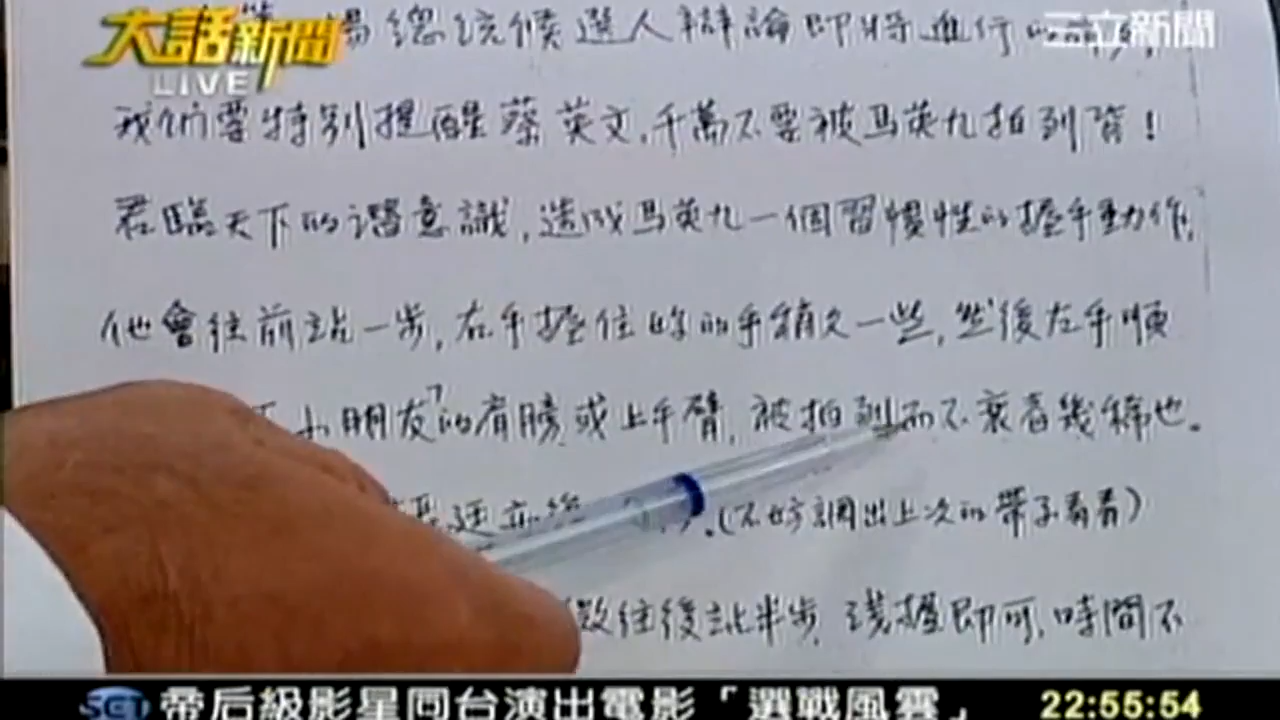 大話新聞
LIVE
三立新聞
場總統候選人辯論即將進行
我們要特別提醒蔡英文,千萬不要被馬英九拍到背!
君臨天下的潛意識,造成馬英九一個習慣性的握手動作,
他會往前站一步,右手握住妳的手稍久一些,然後左手順
小朋友」的肩膀或上手臂,被拍到而不衰者幾稀也。
(不妨調出上次的帶子看看)
微往後站半步,淺握即可,時間不
SET 帝后級影星同台演出電影「選戰風雲」 22:55:54